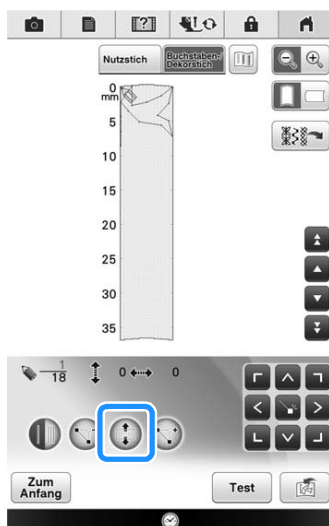 ?
Nutzstich
Buchstaben-
Dekorstich
0
mm
5
10
15
20
25
30
35
1
18
0
0
Zum
Anfang
Test